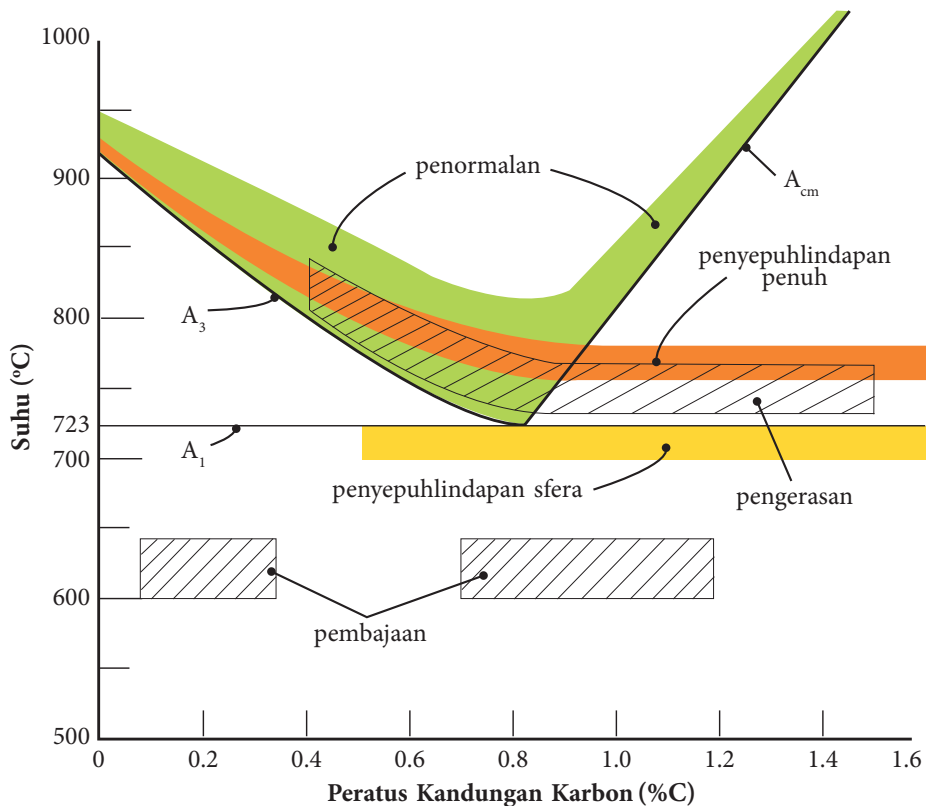 1000
900
800
723
700
600
500
Suhu (°C)
penormalan
A₃
A_cm
penyepuhlindapan
penuh
A₁
penyepuhlindapan sfera
pengerasan
pembajaan
0 0.2 0.4 0.6 0.8 1.0 1.2 1.4 1.6
Peratus Kandungan Karbon (%C)